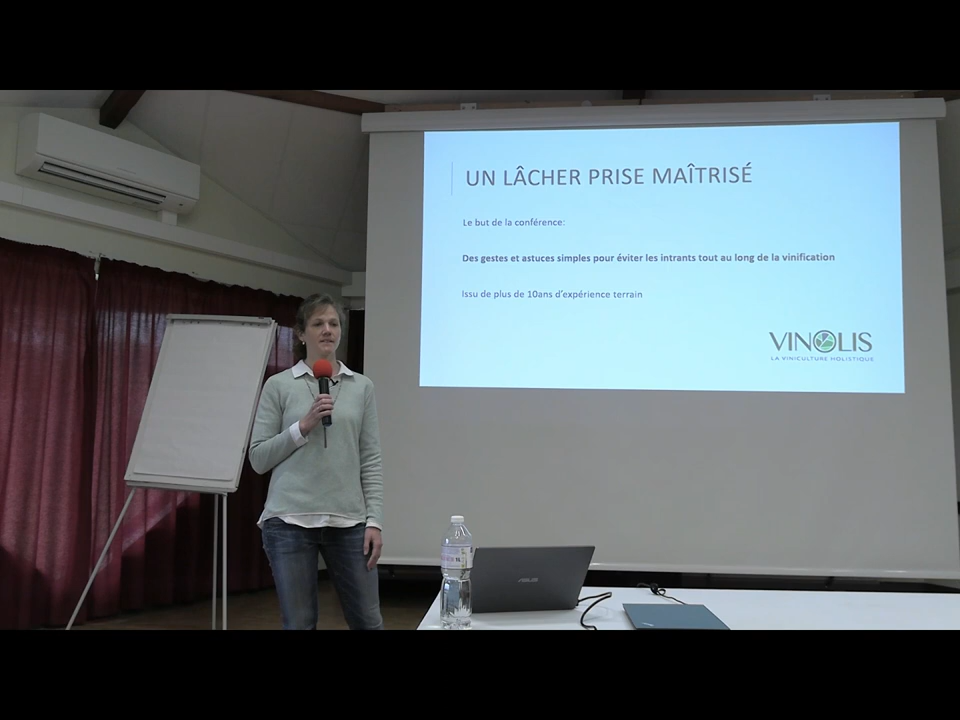 UN LÂCHER PRISE MAÎTRISÉ
Le but de la conférence:
Des gestes et astuces simples pour éviter les intrants tout au long de la vinification
Issu de plus de 10ans d'expérience terrain
VINOLIS
LA VINICULTURE HOLISTIQUE
ASUS